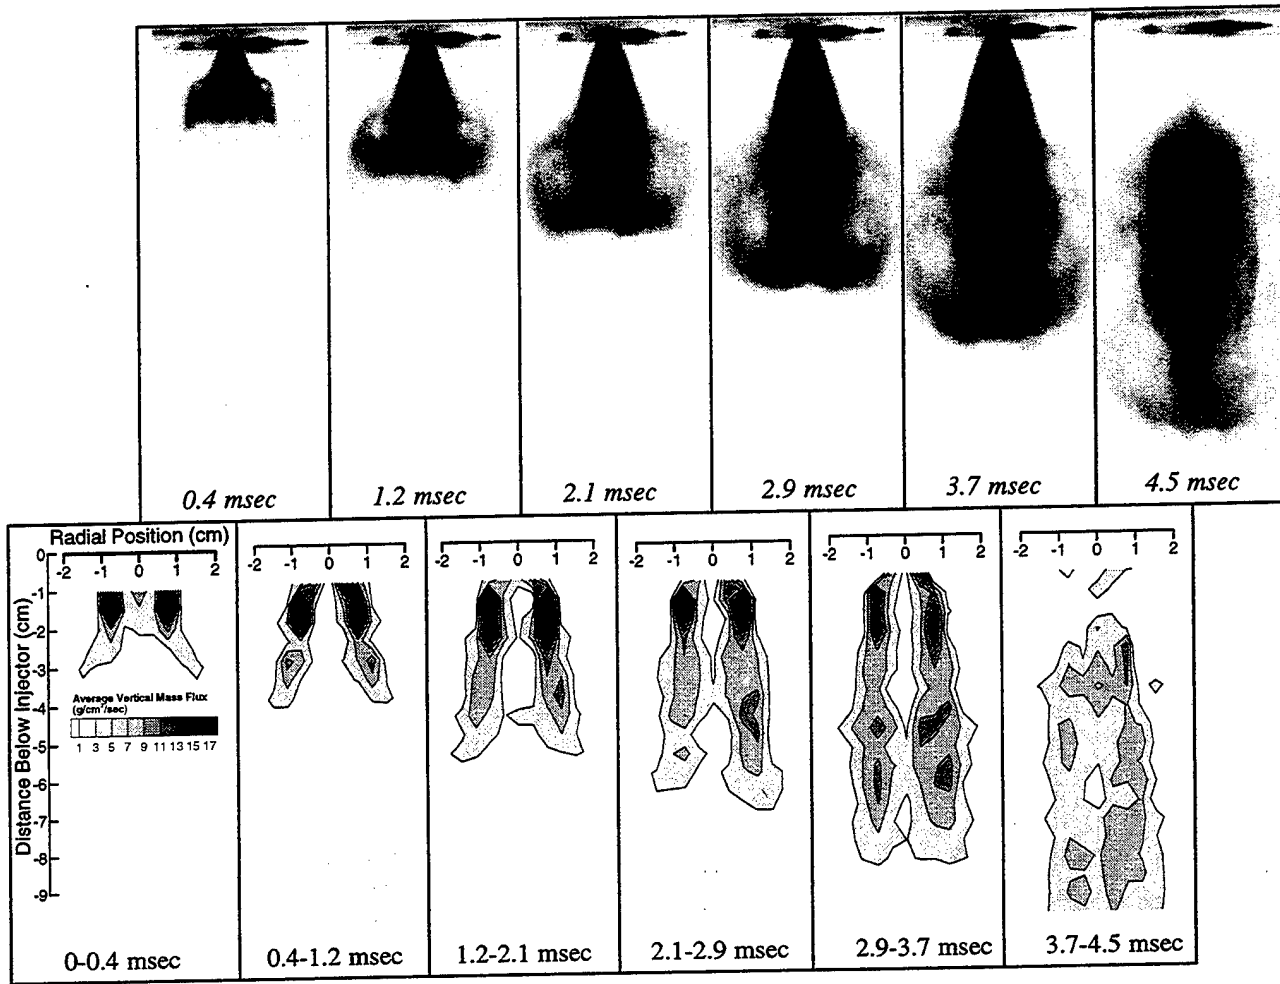 0.4 msec
1.2 msec
2.1 msec
2.9 msec
3.7 msec
4.5 msec
Radial Position (cm)
-2 -1 0 1 2
-2 -1 0 1 2
-2 -1 0 1 2
-2 -1 0 1 2
-2 -1 0 1 2
-2 -1 0 1 2
Distance Below Injector (cm)
0
-1
-2
-3
-4
-5
-6
-7
-8
-9
Average Vertical Mass Flux
(g/cm²/sec)
1 3 5 7 9 11 13 15 17
0-0.4 msec
0.4-1.2 msec
1.2-2.1 msec
2.1-2.9 msec
2.9-3.7 msec
3.7-4.5 msec